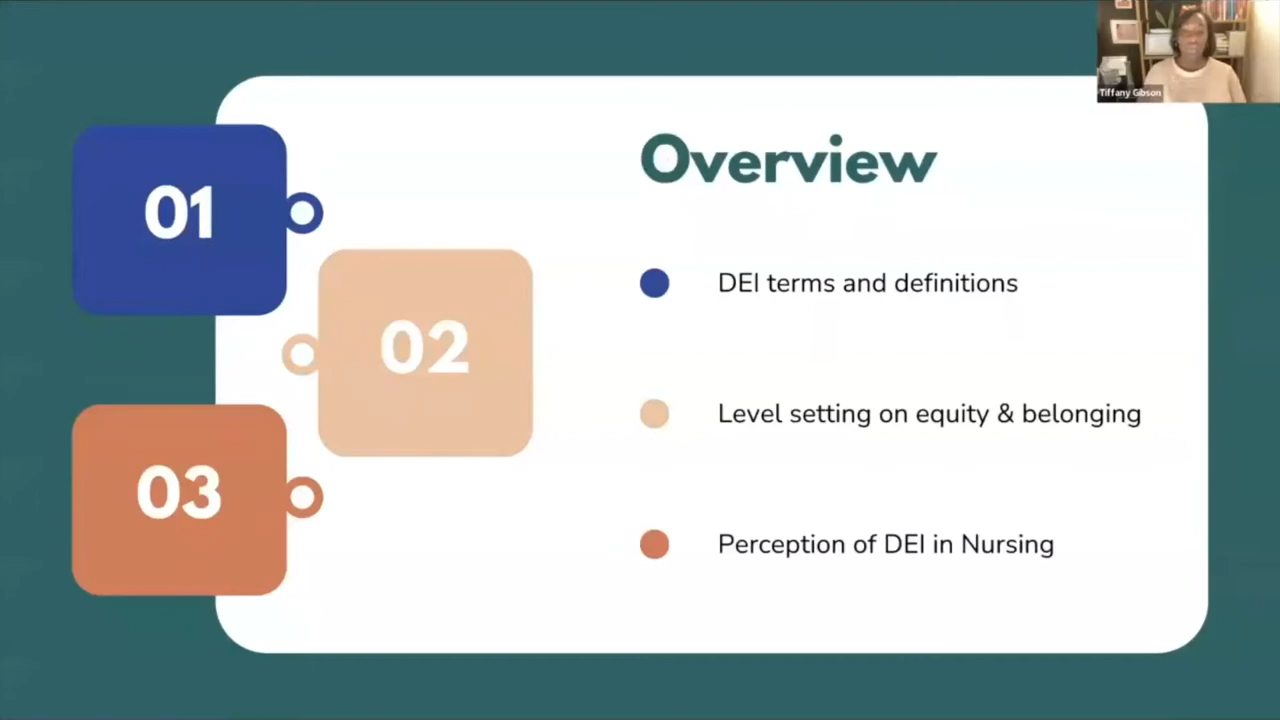 Tiffany Gibson
Overview
01
DEI terms and definitions
02
Level setting on equity & belonging
03
Perception of DEI in Nursing